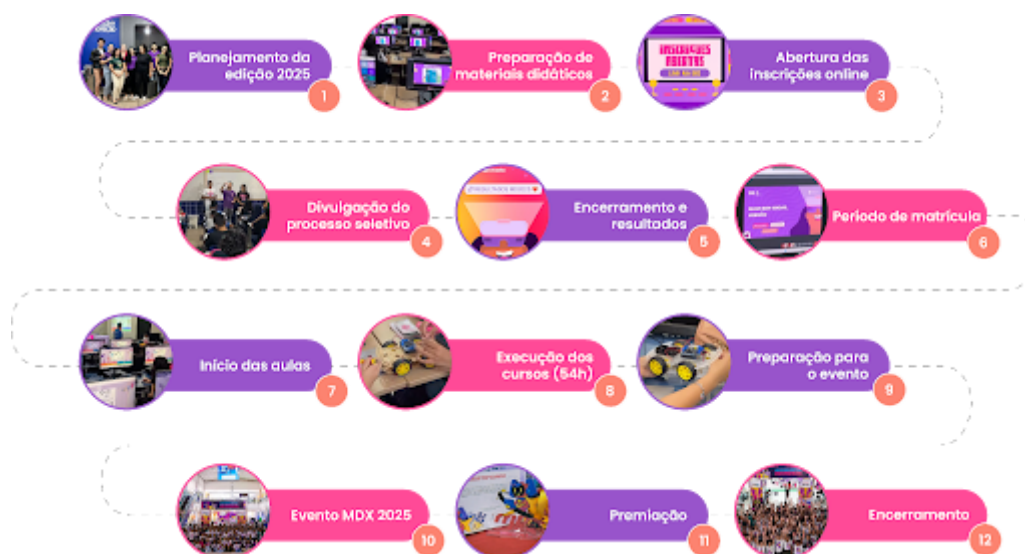 Planejamento da
edição 2025
1
Preparação de
materiais didáticos
2
INSCRIÇÕES
ABERTAS
Abertura das
inscrições online
3
Divulgação do
processo seletivo
4
Encerramento e
resultados
5
Período de matrícula
6
Início das aulas
7
Execução dos
cursos (54h)
8
Preparação para
o evento
9
Evento MDX 2025
10
Premiação
11
Encerramento
12